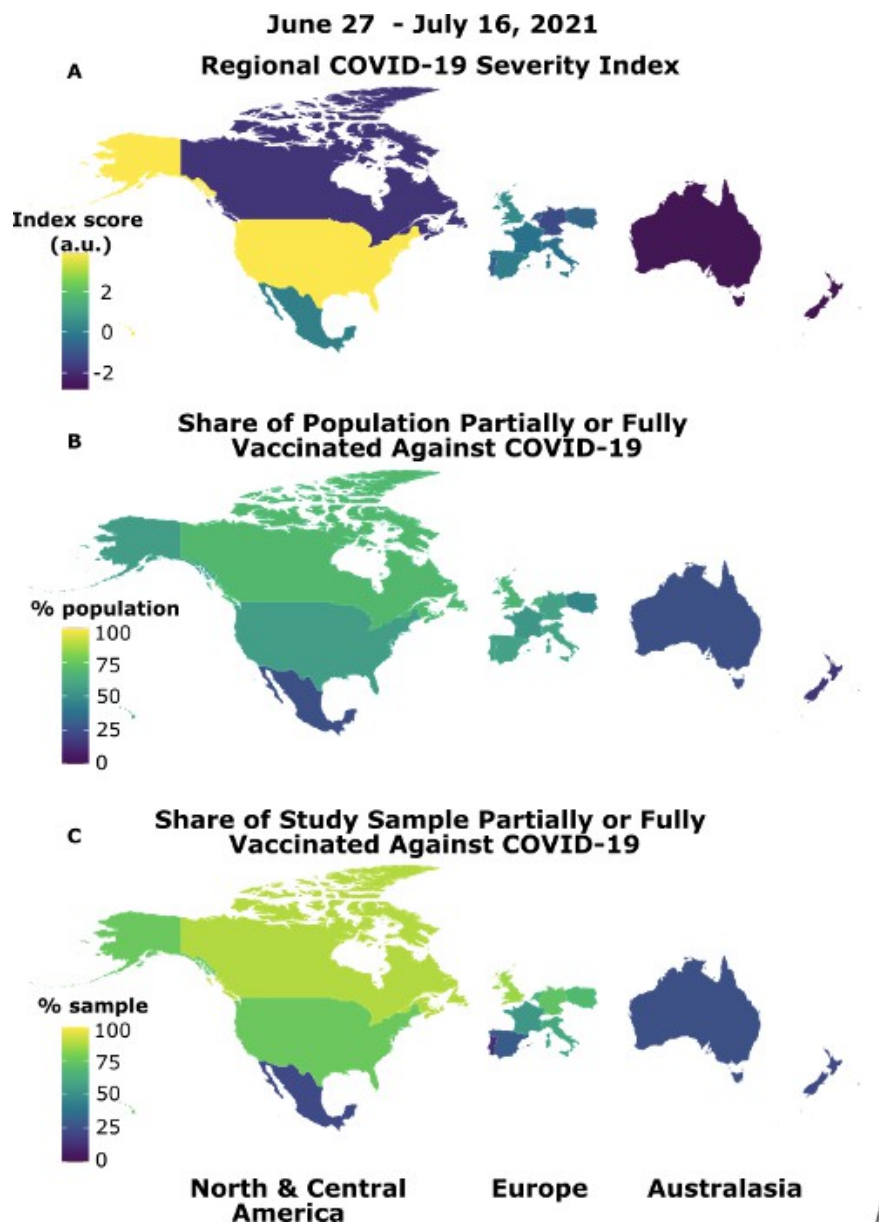 June 27  - July 16, 2021
A
Regional COVID-19 Severity Index
Index score
(a.u.)
2
0
-2
B
Share of Population Partially or Fully
Vaccinated Against COVID-19
% population
100
75
50
25
0
C
Share of Study Sample Partially or Fully
Vaccinated Against COVID-19
% sample
100
75
50
25
0
North & Central
America
Europe
Australasia